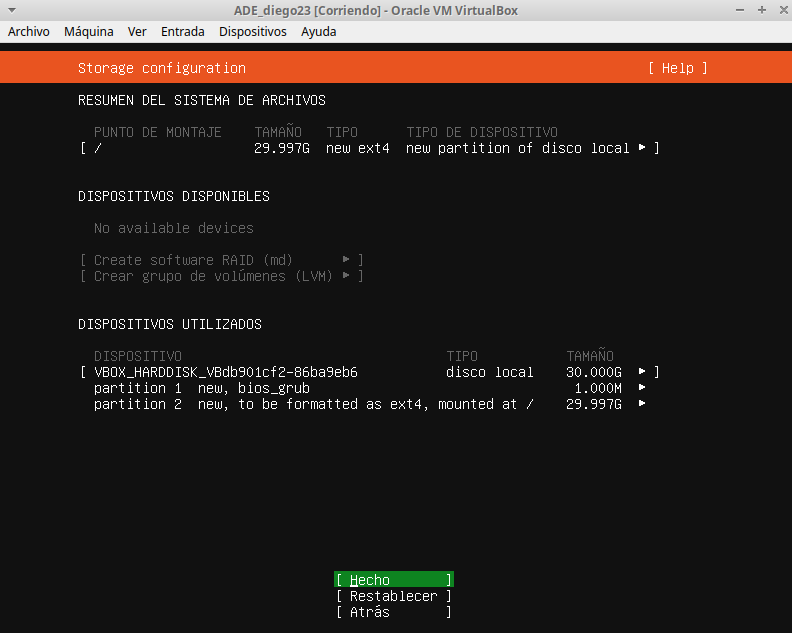 ADE_diego23 [Corriendo] - Oracle VM VirtualBox
Archivo Máquina Ver Entrada Dispositivos Ayuda
Storage configuration [ Help ]
RESUMEN DEL SISTEMA DE ARCHIVOS
PUNTO DE MONTAJE TAMAÑO TIPO TIPO DE DISPOSITIVO
[ / 29.997G new ext4 new partition of disco local ▸ ]
DISPOSITIVOS DISPONIBLES
No available devices
[ Create software RAID (md) ▸ ]
[ Crear grupo de volúmenes (LVM) ▸ ]
DISPOSITIVOS UTILIZADOS
DISPOSITIVO TIPO TAMAÑO
[ VBOX_HARDDISK_VBdb901cf2-86ba9eb6 disco local 30.000G ▸ ]
partition 1 new, bios_grub 1.000M ▸
partition 2 new, to be formatted as ext4, mounted at / 29.997G ▸
[ Hecho ]
[ Restablecer ]
[ Atrás ]